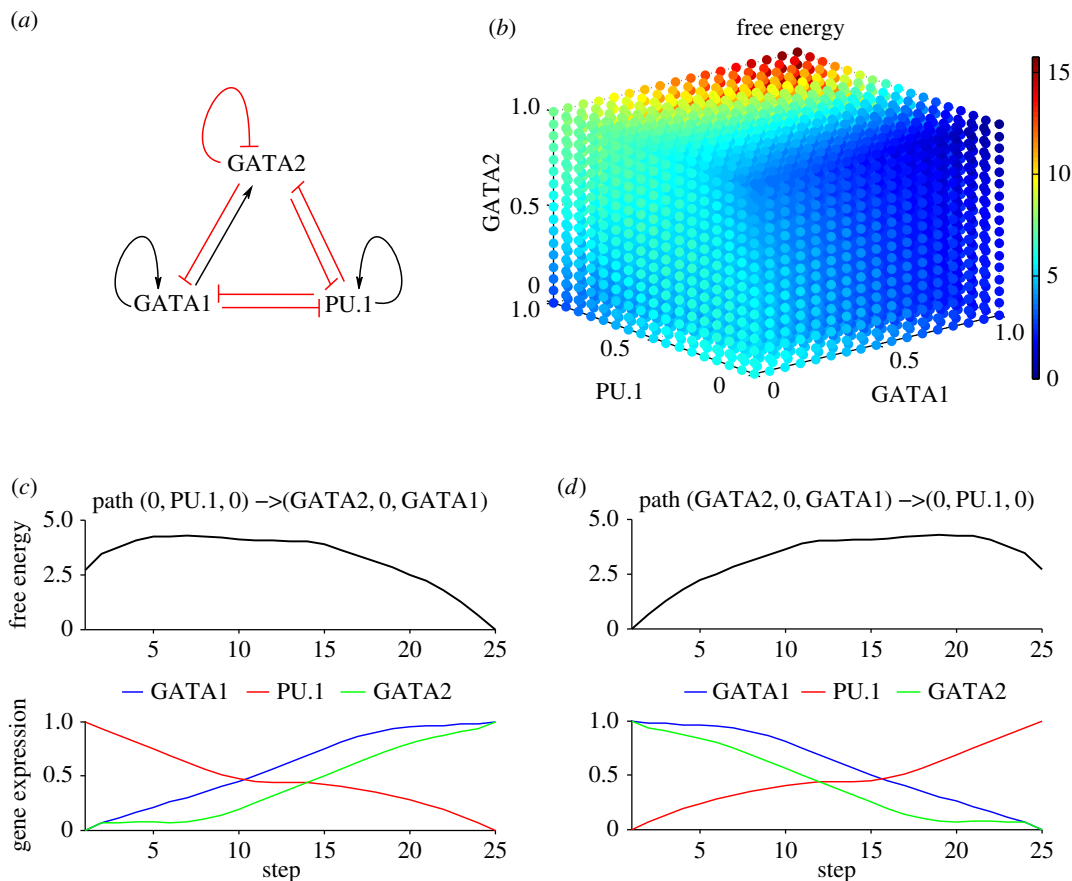 (a)
GATA2
GATA1
PU.1
(b)
free energy
1.0
0.5
0
1.0
GATA2
0.5
0
PU.1
0
0.5
1.0
GATA1
15
10
5
0
(c)
path (0, PU.1, 0) −>(GATA2, 0, GATA1)
5.0
2.5
0
free energy
5 10 15 20 25
GATA1 PU.1 GATA2
1.0
0.5
0
gene expression
5 10 15 20 25
step
(d)
path (GATA2, 0, GATA1) −>(0, PU.1, 0)
5.0
2.5
0
5 10 15 20 25
GATA1 PU.1 GATA2
1.0
0.5
0
5 10 15 20 25
step